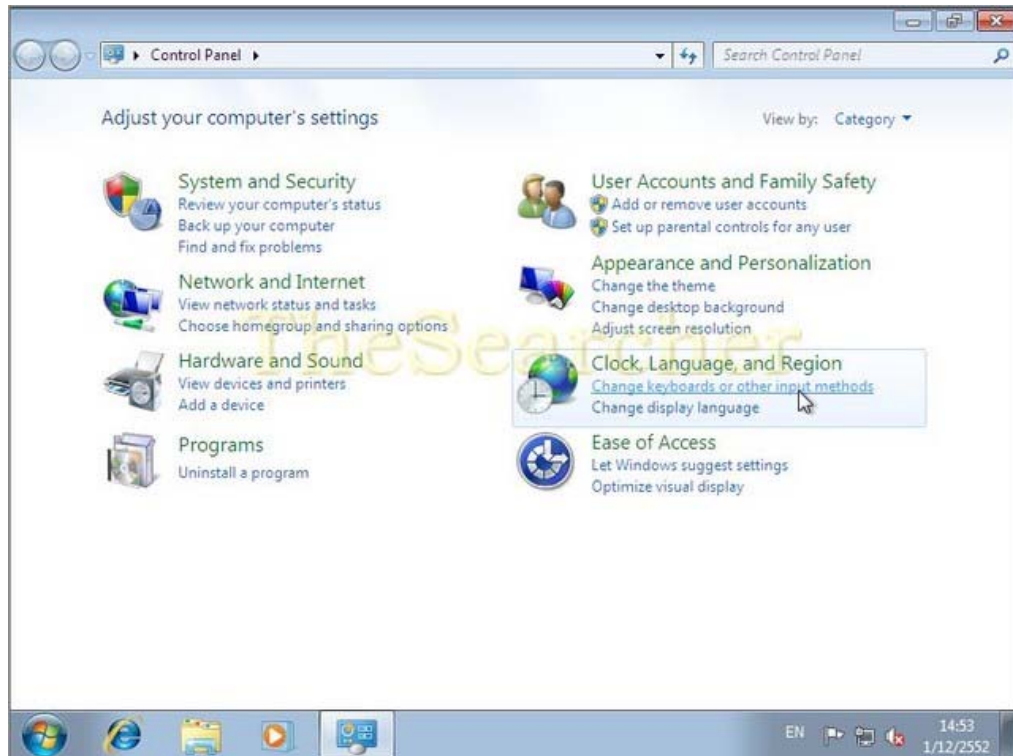 Control Panel
Search Control Panel
Adjust your computer's settings
View by: Category
System and Security
Review your computer's status
Back up your computer
Find and fix problems
Network and Internet
View network status and tasks
Choose homegroup and sharing options
Hardware and Sound
View devices and printers
Add a device
Programs
Uninstall a program
User Accounts and Family Safety
Add or remove user accounts
Set up parental controls for any user
Appearance and Personalization
Change the theme
Change desktop background
Adjust screen resolution
Clock, Language, and Region
Change keyboards or other input methods
Change display language
Ease of Access
Let Windows suggest settings
Optimize visual display
TheSearcher
EN
14:53
1/12/2552